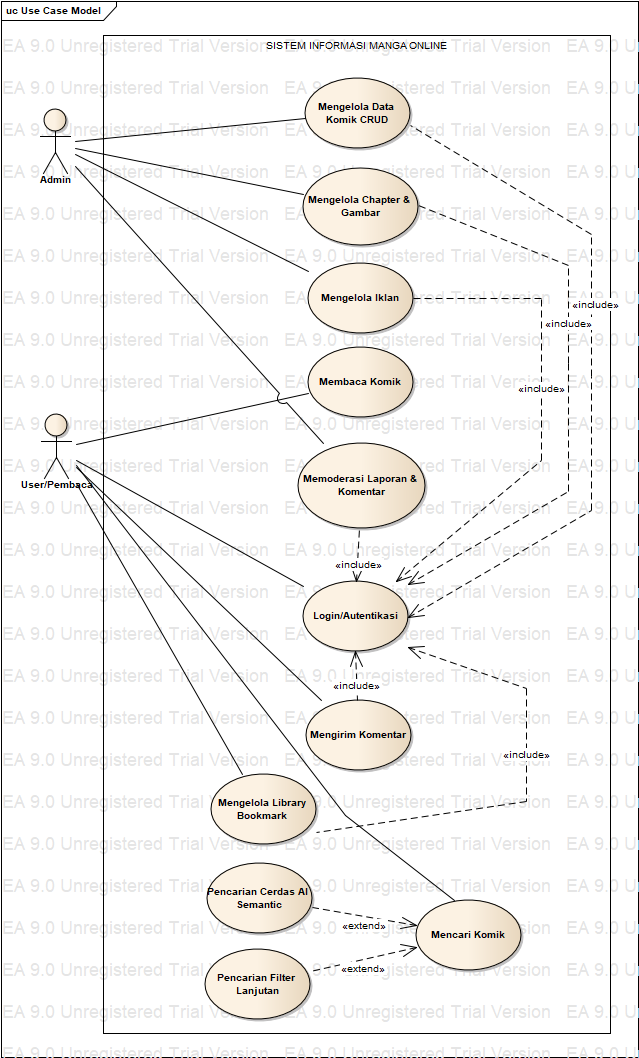 uc Use Case Model
SISTEM INFORMASI MANGA ONLINE
EA 9.0 Unregistered Trial Version
Mengelola Data
Komik CRUD
Admin
Mengelola Chapter &
Gambar
Mengelola Iklan
«include»
«include»
Membaca Komik
«include»
User/Pembaca
Memoderasi Laporan &
Komentar
«include»
Login/Autentikasi
«include»
Mengirim Komentar
«include»
Mengelola Library
Bookmark
Pencarian Cerdas AI
Semantic
«extend»
Mencari Komik
«extend»
Pencarian Filter
Lanjutan